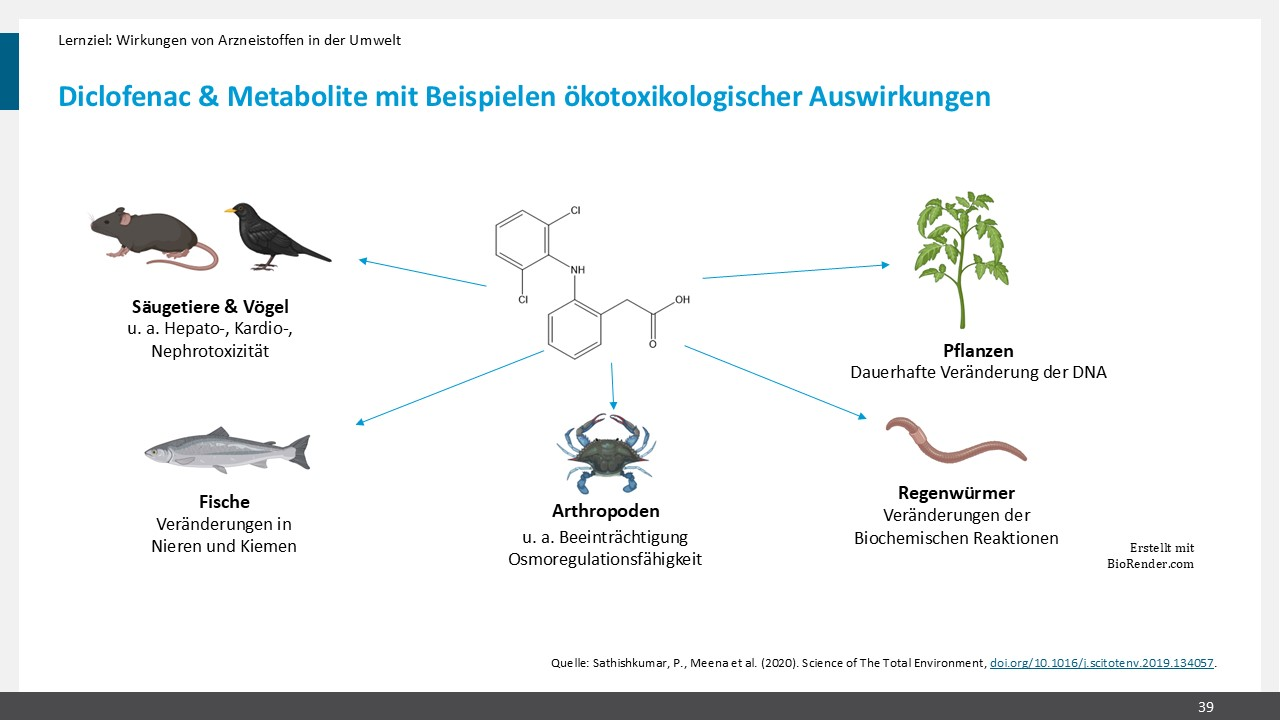 Lernziel: Wirkungen von Arzneistoffen in der Umwelt
Diclofenac & Metabolite mit Beispielen ökotoxikologischer Auswirkungen
Säugetiere & Vögel
u. a. Hepato-, Kardio-,
Nephrotoxizität
Cl
NH
Cl
OH
O
Pflanzen
Dauerhafte Veränderung der DNA
Fische
Veränderungen in
Nieren und Kiemen
Arthropoden
u. a. Beeinträchtigung
Osmoregulationsfähigkeit
Regenwürmer
Veränderungen der
Biochemischen Reaktionen
Erstellt mit
BioRender.com
Quelle: Sathishkumar, P., Meena et al. (2020). Science of The Total Environment, doi.org/10.1016/j.scitotenv.2019.134057.
39